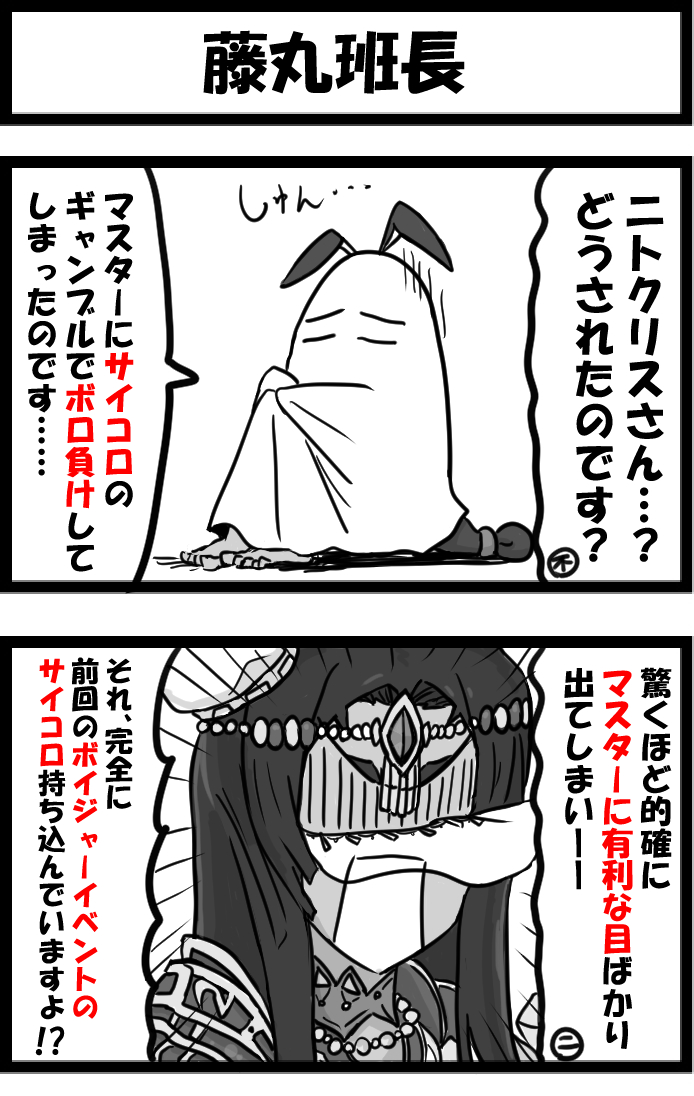 藤丸班長
ニトクリスさん…？
どうされたのです？
不
しゅん…
マスターにサイコロの
ギャンブルでボロ負けして
しまったのです……
驚くほど的確に
マスターに有利な目ばかり
出てしまいーー
ニ
それ、完全に
前回のボイジャーイベントの
サイコロ持ち込んでいますよ!?